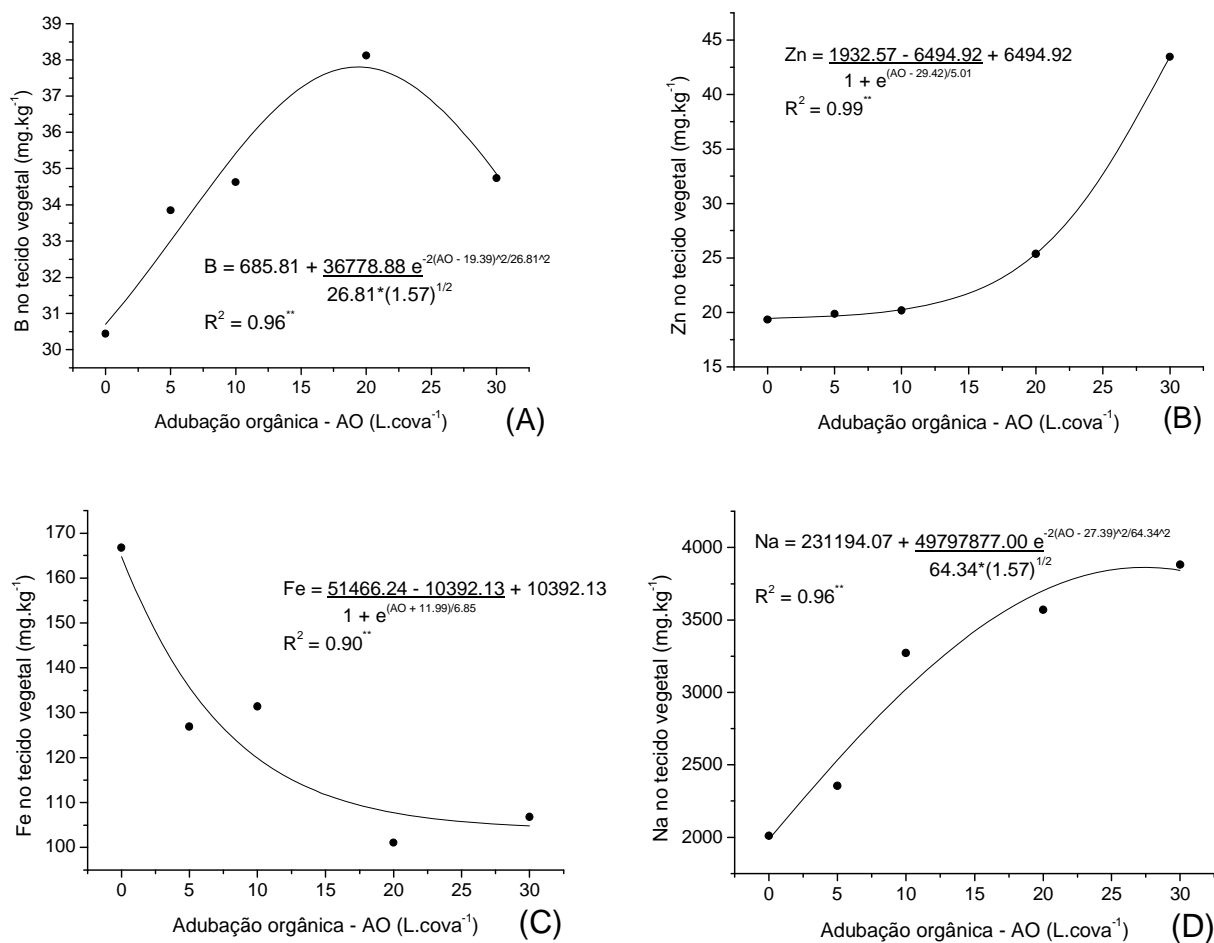 39
38
37
36
35
34
33
32
31
30
B no tecido vegetal (mg.kg⁻¹)
B = 685.81 + 36778.88 e^-2(AO - 19.39)^2/26.81^2
26.81*(1.57)^1/2
R² = 0.96**
0 5 10 15 20 25 30
Adubação orgânica - AO (L.cova⁻¹)
(A)
45
40
35
30
25
20
15
Zn no tecido vegetal (mg.kg⁻¹)
Zn = 1932.57 - 6494.92 + 6494.92
1 + e^(AO - 29.42)/5.01
R² = 0.99**
0 5 10 15 20 25 30
Adubação orgânica - AO (L.cova⁻¹)
(B)
170
160
150
140
130
120
110
100
Fe no tecido vegetal (mg.kg⁻¹)
Fe = 51466.24 - 10392.13 + 10392.13
1 + e^(AO + 11.99)/6.85
R² = 0.90**
0 5 10 15 20 25 30
Adubação orgânica - AO (L.cova⁻¹)
(C)
4000
3500
3000
2500
2000
Na no tecido vegetal (mg.kg⁻¹)
Na = 231194.07 + 49797877.00 e^-2(AO - 27.39)^2/64.34^2
64.34*(1.57)^1/2
R² = 0.96**
0 5 10 15 20 25 30
Adubação orgânica - AO (L.cova⁻¹)
(D)